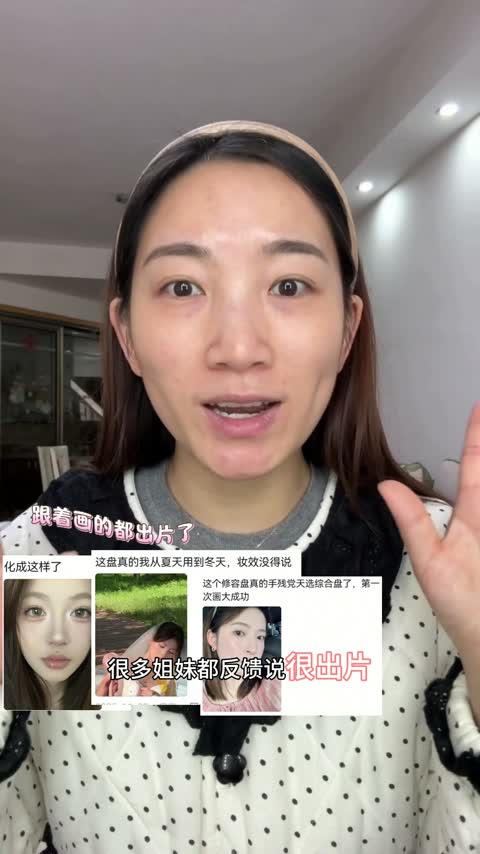 跟着画的都出片了
化成这样了
这盘真的我从夏天用到冬天，妆效没得说
这个修容盘真的手残党天选综合盘了，第一
次画大成功
很多姐妹都反馈说很出片